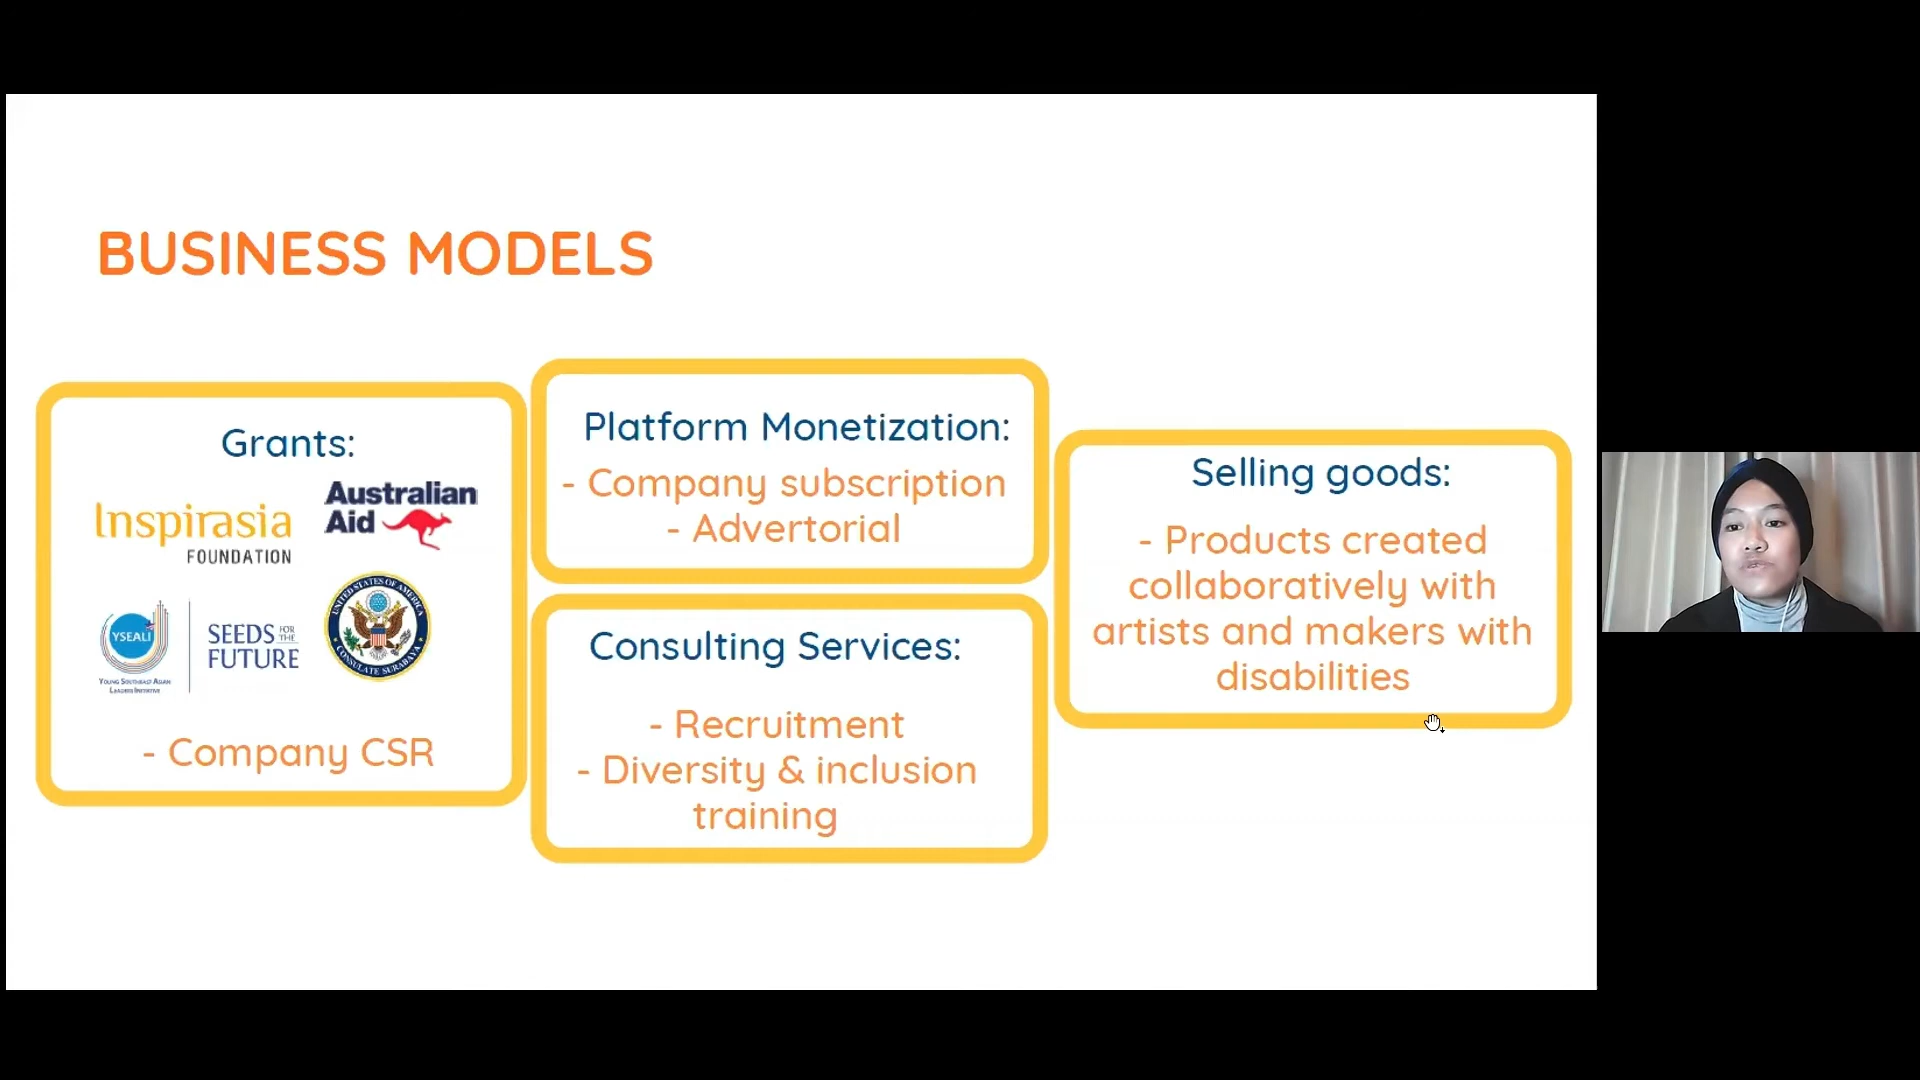 BUSINESS MODELS
Grants:
Inspirasia
FOUNDATION
Australian
Aid
YSEALI
YOUNG SOUTHEAST ASIAN
LEADERS INITIATIVE
SEEDS FOR THE
FUTURE
UNITED STATES OF AMERICA
CONSULATE SURABAYA
- Company CSR
Platform Monetization:
- Company subscription
- Advertorial
Consulting Services:
- Recruitment
- Diversity & inclusion
training
Selling goods:
- Products created
collaboratively with
artists and makers with
disabilities